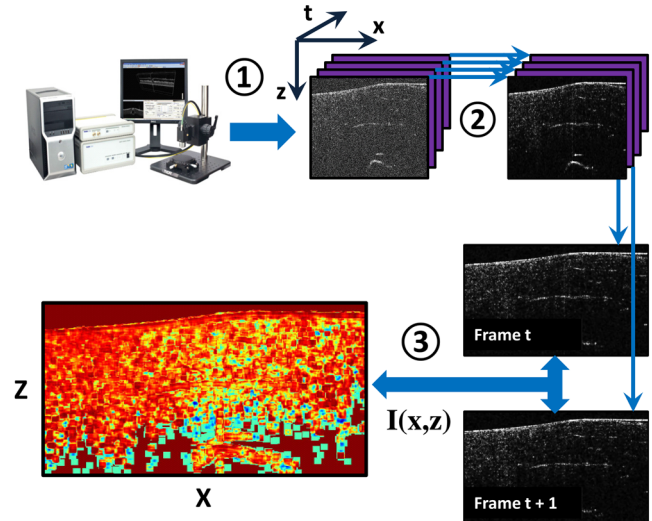 t
x
①
z
②
Frame t
③
Z
I(x,z)
X
Frame t + 1